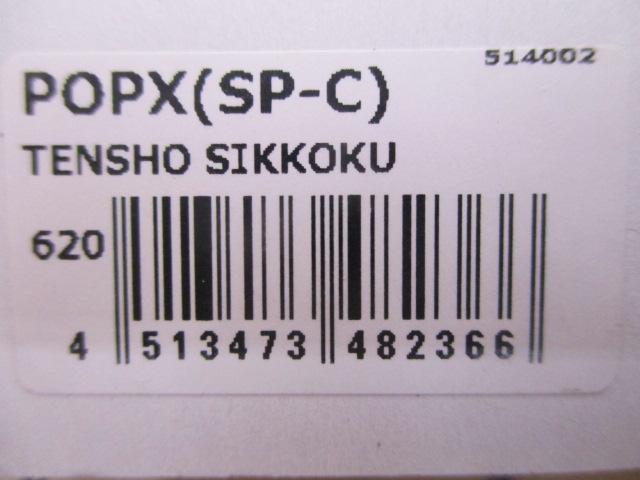 514002
POPX(SP-C)
TENSHO SIKKOKU
620
4 513473 482366